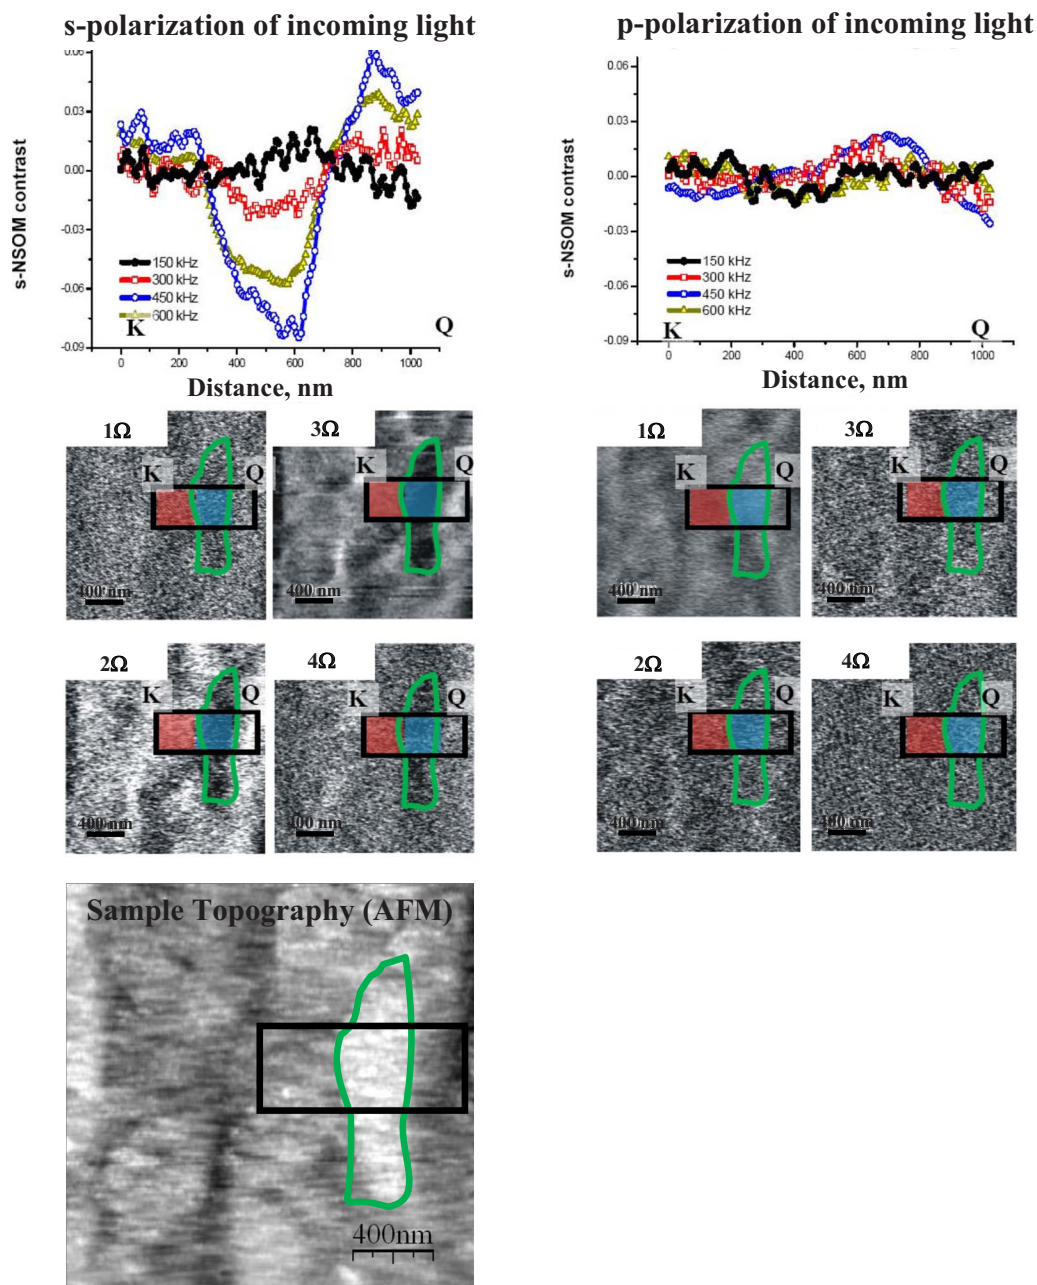 s-polarization of incoming light
p-polarization of incoming light
s-NSOM contrast
0.06
0.03
0.00
-0.03
-0.06
-0.09
150 kHz
300 kHz
450 kHz
600 kHz
K
Q
0
200
400
600
800
1000
Distance, nm
s-NSOM contrast
0.06
0.03
0.00
-0.03
-0.06
-0.09
150 kHz
300 kHz
450 kHz
600 kHz
K
Q
0
200
400
600
800
1000
Distance, nm
1Ω
K
Q
400 nm
3Ω
K
Q
400 nm
1Ω
K
Q
400 nm
3Ω
K
Q
400 nm
2Ω
K
Q
400 nm
4Ω
K
Q
400 nm
2Ω
K
Q
400 nm
4Ω
K
Q
400 nm
Sample Topography (AFM)
400nm